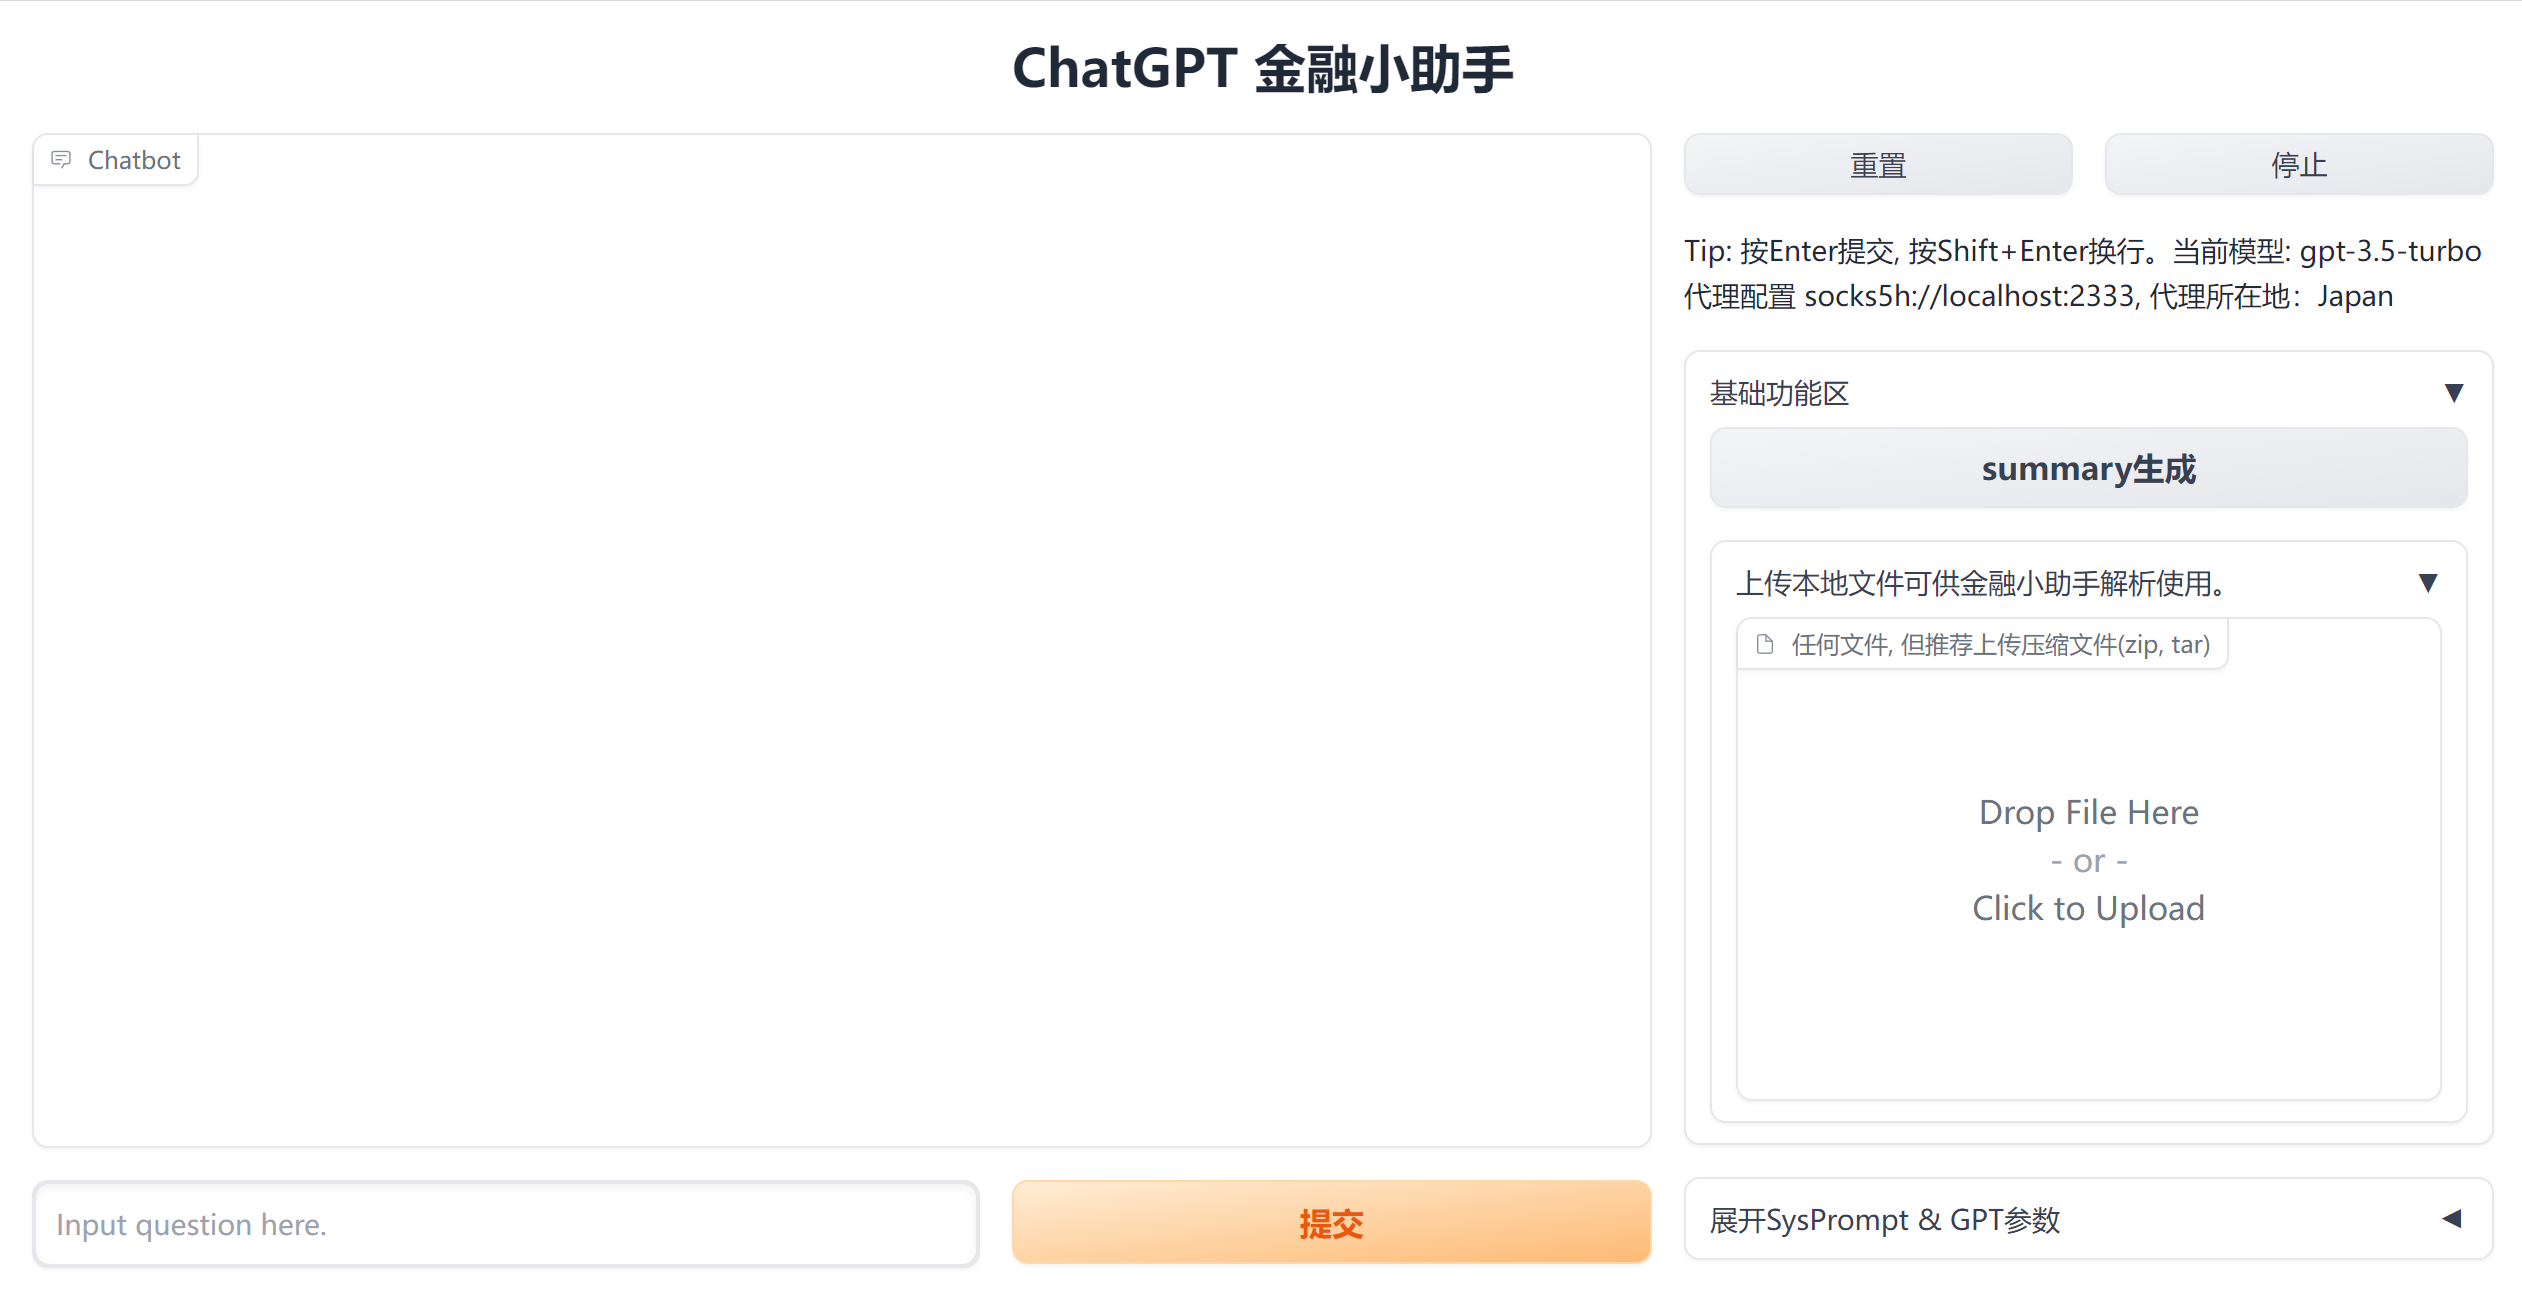 ChatGPT 金融小助手
Chatbot
重置
停止
Tip: 按Enter提交, 按Shift+Enter换行。当前模型: gpt-3.5-turbo
代理配置 socks5h://localhost:2333, 代理所在地：Japan
基础功能区
▼
summary生成
上传本地文件可供金融小助手解析使用。
▼
任何文件, 但推荐上传压缩文件(zip, tar)
Drop File Here
- or -
Click to Upload
Input question here.
提交
展开SysPrompt & GPT参数
◀